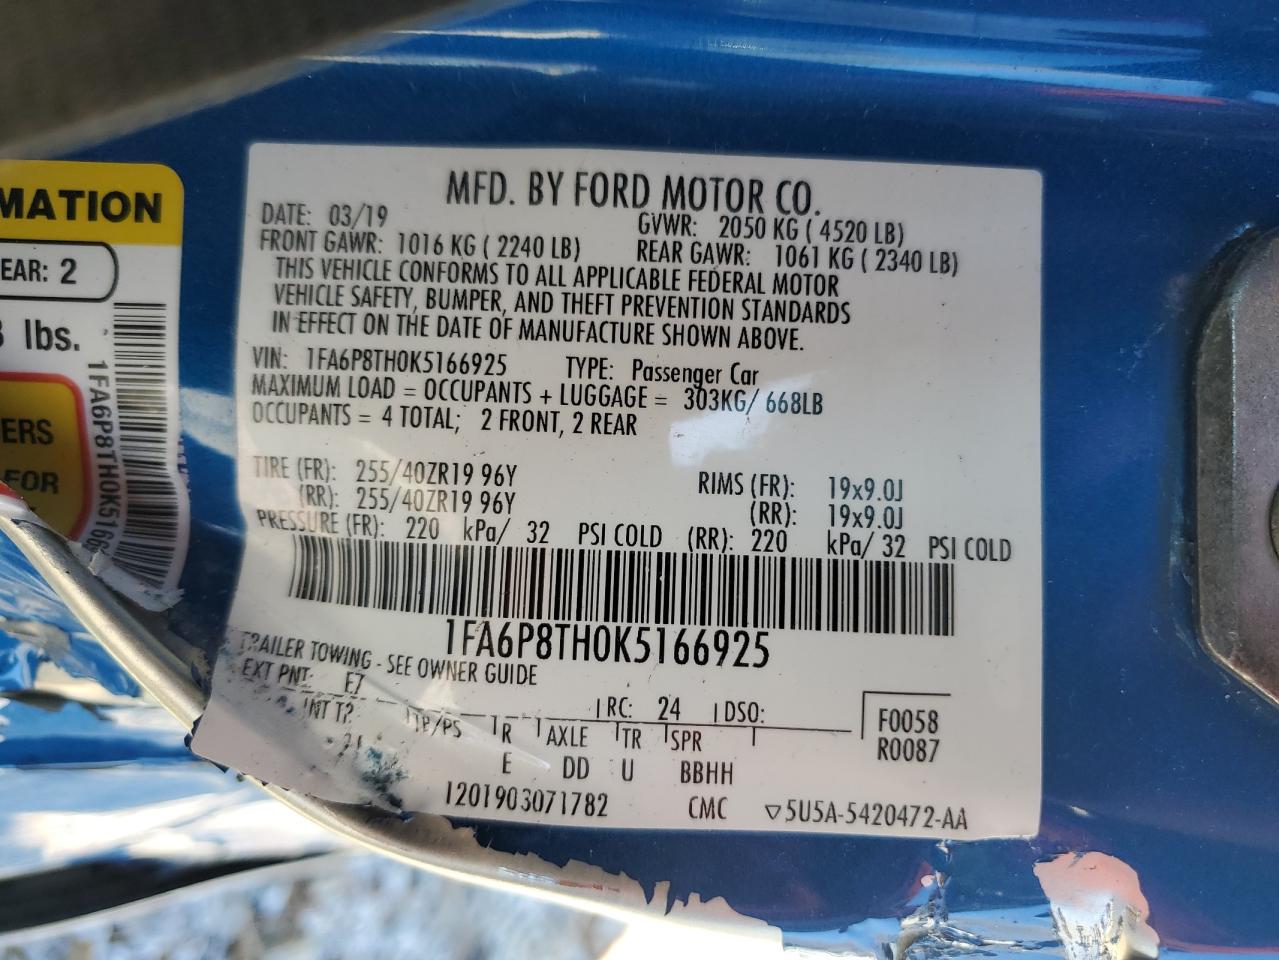 MATION
EAR: 2
lbs.
ERS
FOR
1FA6P8TH0K5166
MFD. BY FORD MOTOR CO.
DATE: 03/19 GVWR: 2050 KG ( 4520 LB)
FRONT GAWR: 1016 KG ( 2240 LB) REAR GAWR: 1061 KG ( 2340 LB)
THIS VEHICLE CONFORMS TO ALL APPLICABLE FEDERAL MOTOR
VEHICLE SAFETY, BUMPER, AND THEFT PREVENTION STANDARDS
IN EFFECT ON THE DATE OF MANUFACTURE SHOWN ABOVE.
VIN: 1FA6P8TH0K5166925 TYPE: Passenger Car
MAXIMUM LOAD = OCCUPANTS + LUGGAGE = 303KG/ 668LB
OCCUPANTS = 4 TOTAL; 2 FRONT, 2 REAR
TIRE (FR): 255/40ZR19 96Y RIMS (FR): 19x9.0J
(RR): 255/40ZR19 96Y (RR): 19x9.0J
PRESSURE (FR): 220 kPa/ 32 PSI COLD (RR): 220 kPa/ 32 PSI COLD
1FA6P8TH0K5166925
TRAILER TOWING - SEE OWNER GUIDE
EXT PNT: E7 RC: 24 DSO: F0058
INT TR TP/PS R AXLE TR SPR R0087
E DD U BBHH
1201903071782 CMC ▽5U5A-5420472-AA